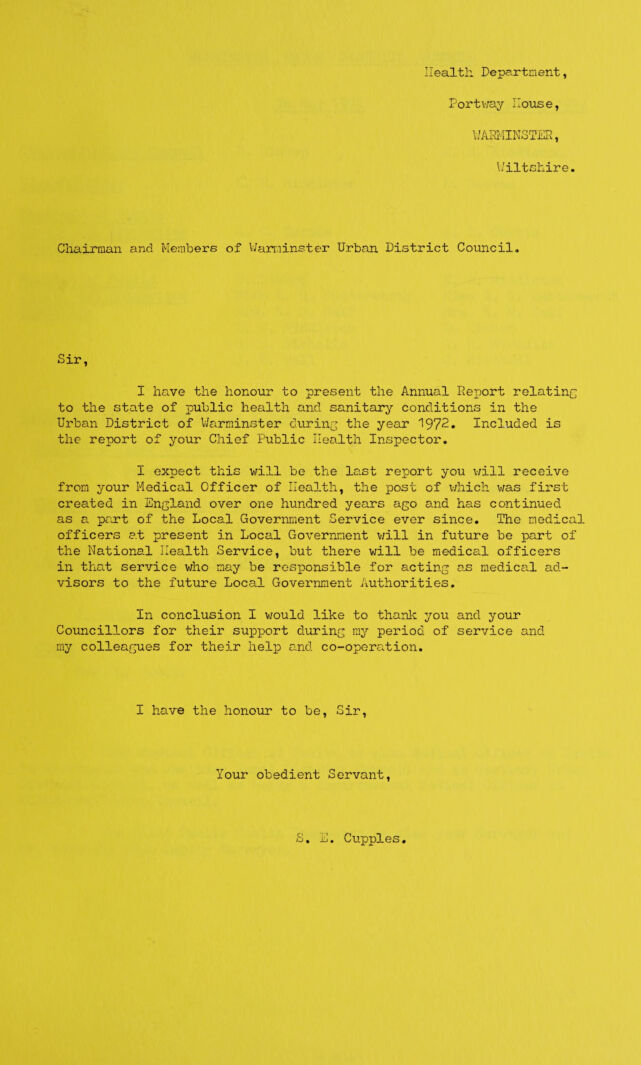 Health Department,
Portway House,
WARMINSTER,
Wiltshire.
Chairman and Members of Warminster Urban District Council.
Sir,
I have the honour to present the Annual Report relating
to the state of public health and sanitary conditions in the
Urban District of Warminster during the year 1972. Included is
the report of your Chief Public Health Inspector.
I expect this will be the last report you will receive
from your Medical Officer of Health, the post of which was first
created in England over one hundred years ago and has continued
as a part of the Local Government Service ever since. The medical
officers at present in Local Government will in future be part of
the National Health Service, but there will be medical officers
in that service who may be responsible for acting as medical ad-
visors to the future Local Government Authorities.
In conclusion I would like to thank you and your
Councillors for their support during my period of service and
my colleagues for their help and co-operation.
I have the honour to be, Sir,
Your obedient Servant,
S. E. Cupples.